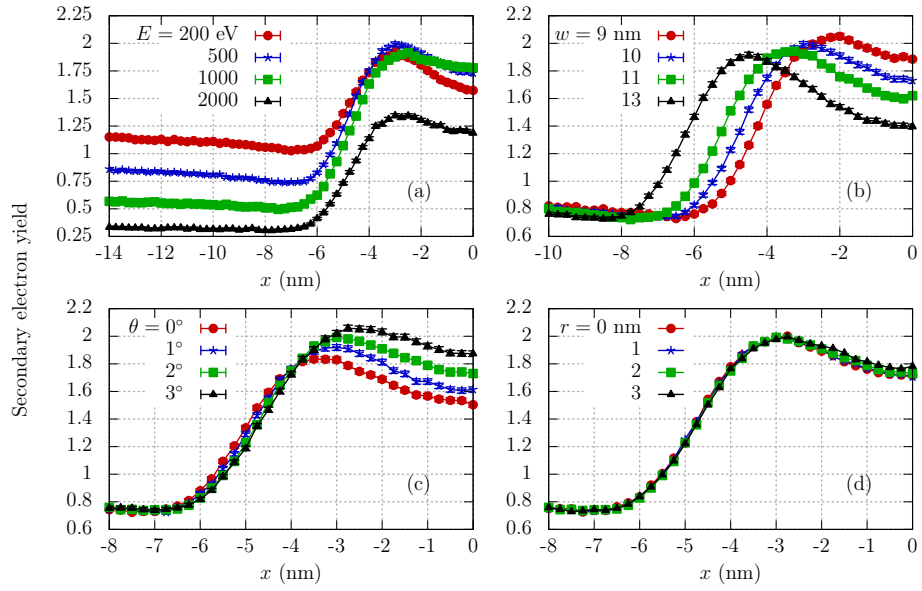 Secondary electron yield
2.25
2
1.75
1.5
1.25
1
0.75
0.5
0.25
E = 200 eV
500
1000
2000
(a)
-14 -12 -10 -8 -6 -4 -2 0
x (nm)
2.2
2
1.8
1.6
1.4
1.2
1
0.8
0.6
w = 9 nm
10
11
13
(b)
-10 -8 -6 -4 -2 0
x (nm)
2.2
2
1.8
1.6
1.4
1.2
1
0.8
0.6
θ = 0°
1°
2°
3°
(c)
-8 -7 -6 -5 -4 -3 -2 -1 0
x (nm)
2.2
2
1.8
1.6
1.4
1.2
1
0.8
0.6
r = 0 nm
1
2
3
(d)
-8 -7 -6 -5 -4 -3 -2 -1 0
x (nm)